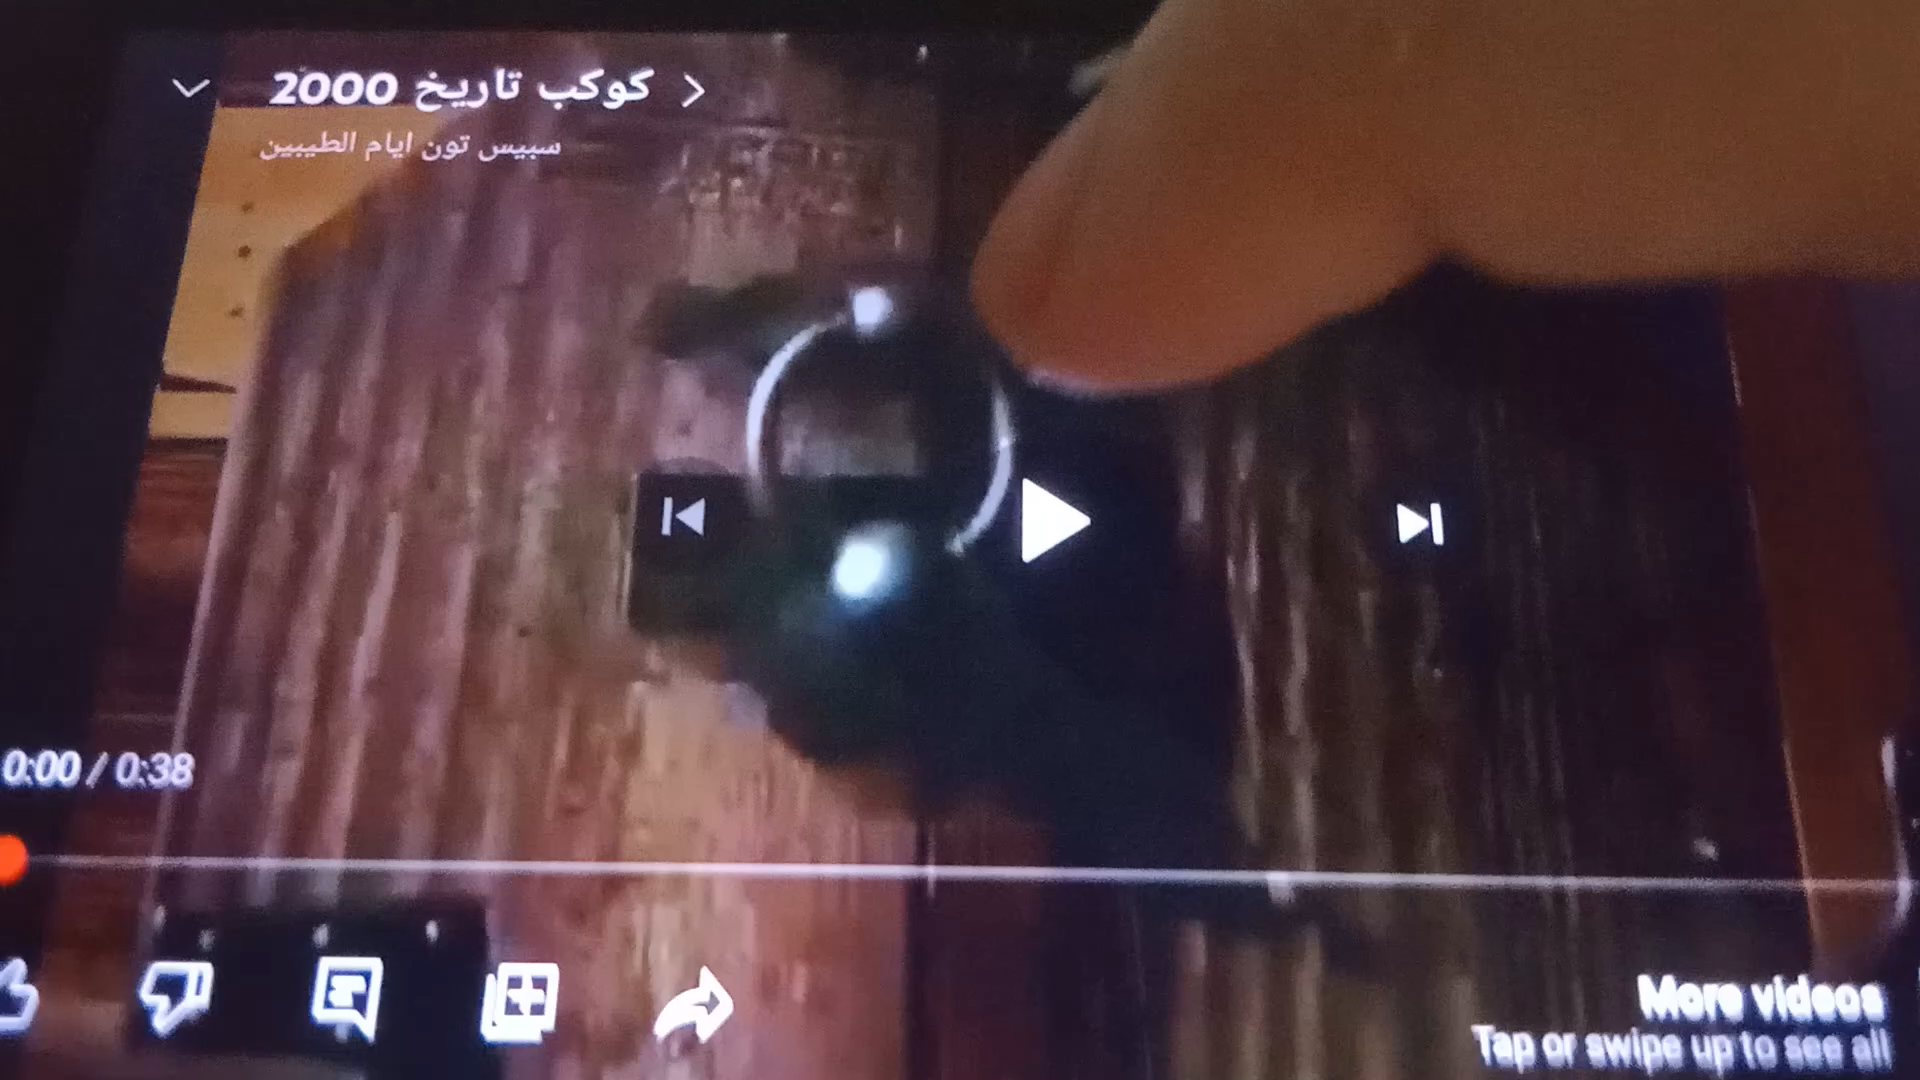 كوكب تاريخ 2000
سبيس تون ايام الطيبين
0:00 / 0:38
More videos
Tap or swipe up to see all